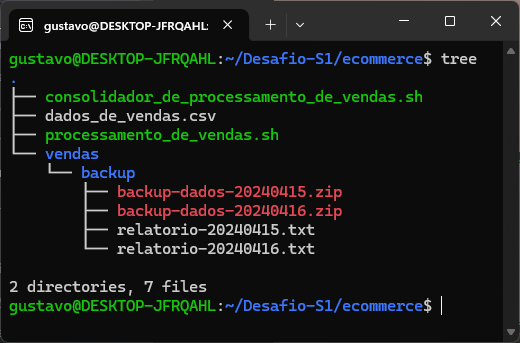 gustavo@DESKTOP-JFRQAHL:
gustavo@DESKTOP-JFRQAHL:~/Desafio-S1/ecommerce$ tree
.
├── consolidador_de_processamento_de_vendas.sh
├── dados_de_vendas.csv
├── processamento_de_vendas.sh
└── vendas
    └── backup
        ├── backup-dados-20240415.zip
        ├── backup-dados-20240416.zip
        ├── relatorio-20240415.txt
        └── relatorio-20240416.txt
2 directories, 7 files
gustavo@DESKTOP-JFRQAHL:~/Desafio-S1/ecommerce$